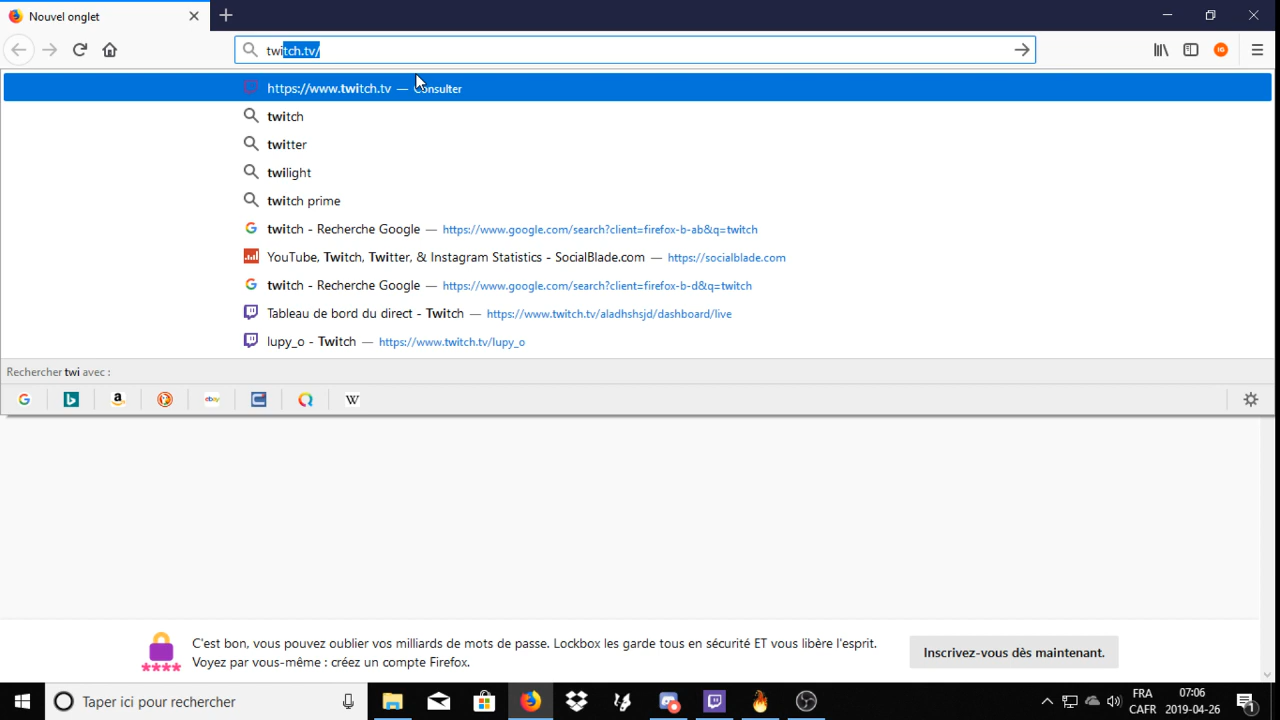 Nouvel onglet
twitch.tv/
https://www.twitch.tv — Consulter
twitch
twitter
twilight
twitch prime
twitch - Recherche Google — https://www.google.com/search?client=firefox-b-ab&q=twitch
YouTube, Twitch, Twitter, & Instagram Statistics - SocialBlade.com — https://socialblade.com
twitch - Recherche Google — https://www.google.com/search?client=firefox-b-d&q=twitch
Tableau de bord du direct - Twitch — https://www.twitch.tv/aladhshsjd/dashboard/live
lupy_o - Twitch — https://www.twitch.tv/lupy_o
Rechercher twi avec :
C'est bon, vous pouvez oublier vos milliards de mots de passe. Lockbox les garde tous en sécurité ET vous libère l'esprit.
Voyez par vous-même : créez un compte Firefox.
Inscrivez-vous dès maintenant.
Taper ici pour rechercher
FRA 07:06
CAFR 2019-04-26
1